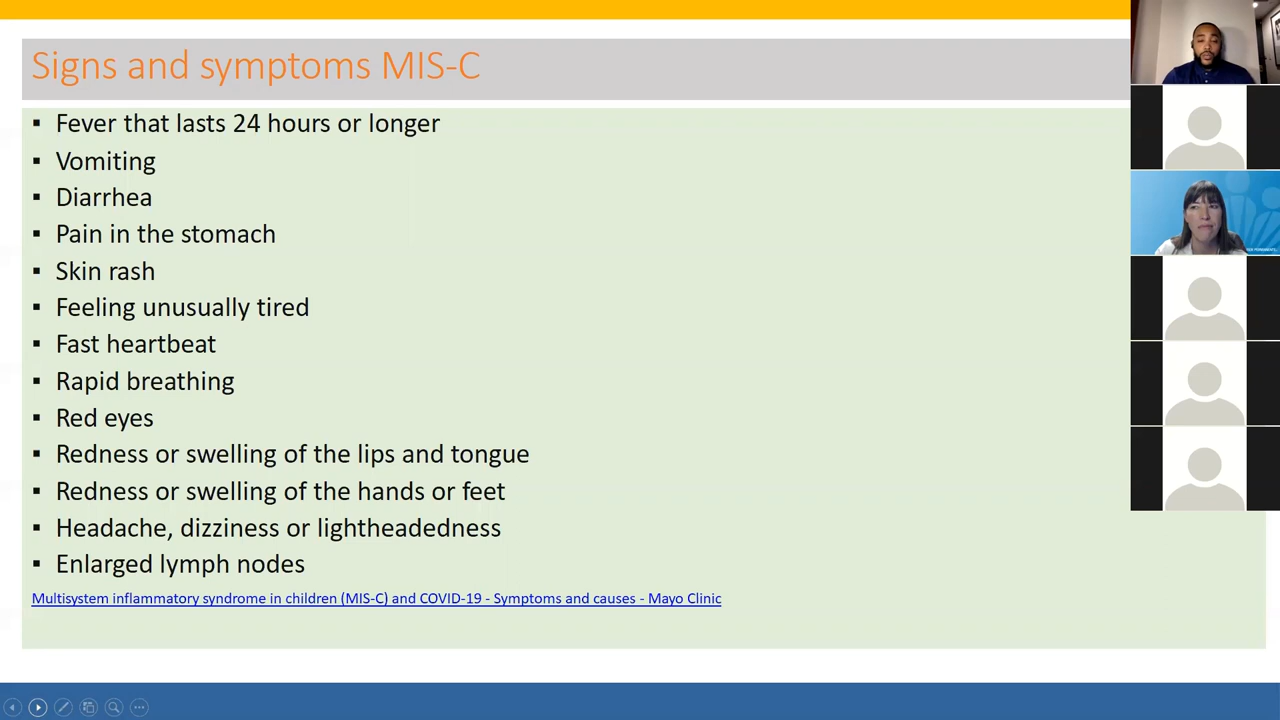 Signs and symptoms MIS-C
▪ Fever that lasts 24 hours or longer
▪ Vomiting
▪ Diarrhea
▪ Pain in the stomach
▪ Skin rash
▪ Feeling unusually tired
▪ Fast heartbeat
▪ Rapid breathing
▪ Red eyes
▪ Redness or swelling of the lips and tongue
▪ Redness or swelling of the hands or feet
▪ Headache, dizziness or lightheadedness
▪ Enlarged lymph nodes
Multisystem inflammatory syndrome in children (MIS-C) and COVID-19 - Symptoms and causes - Mayo Clinic